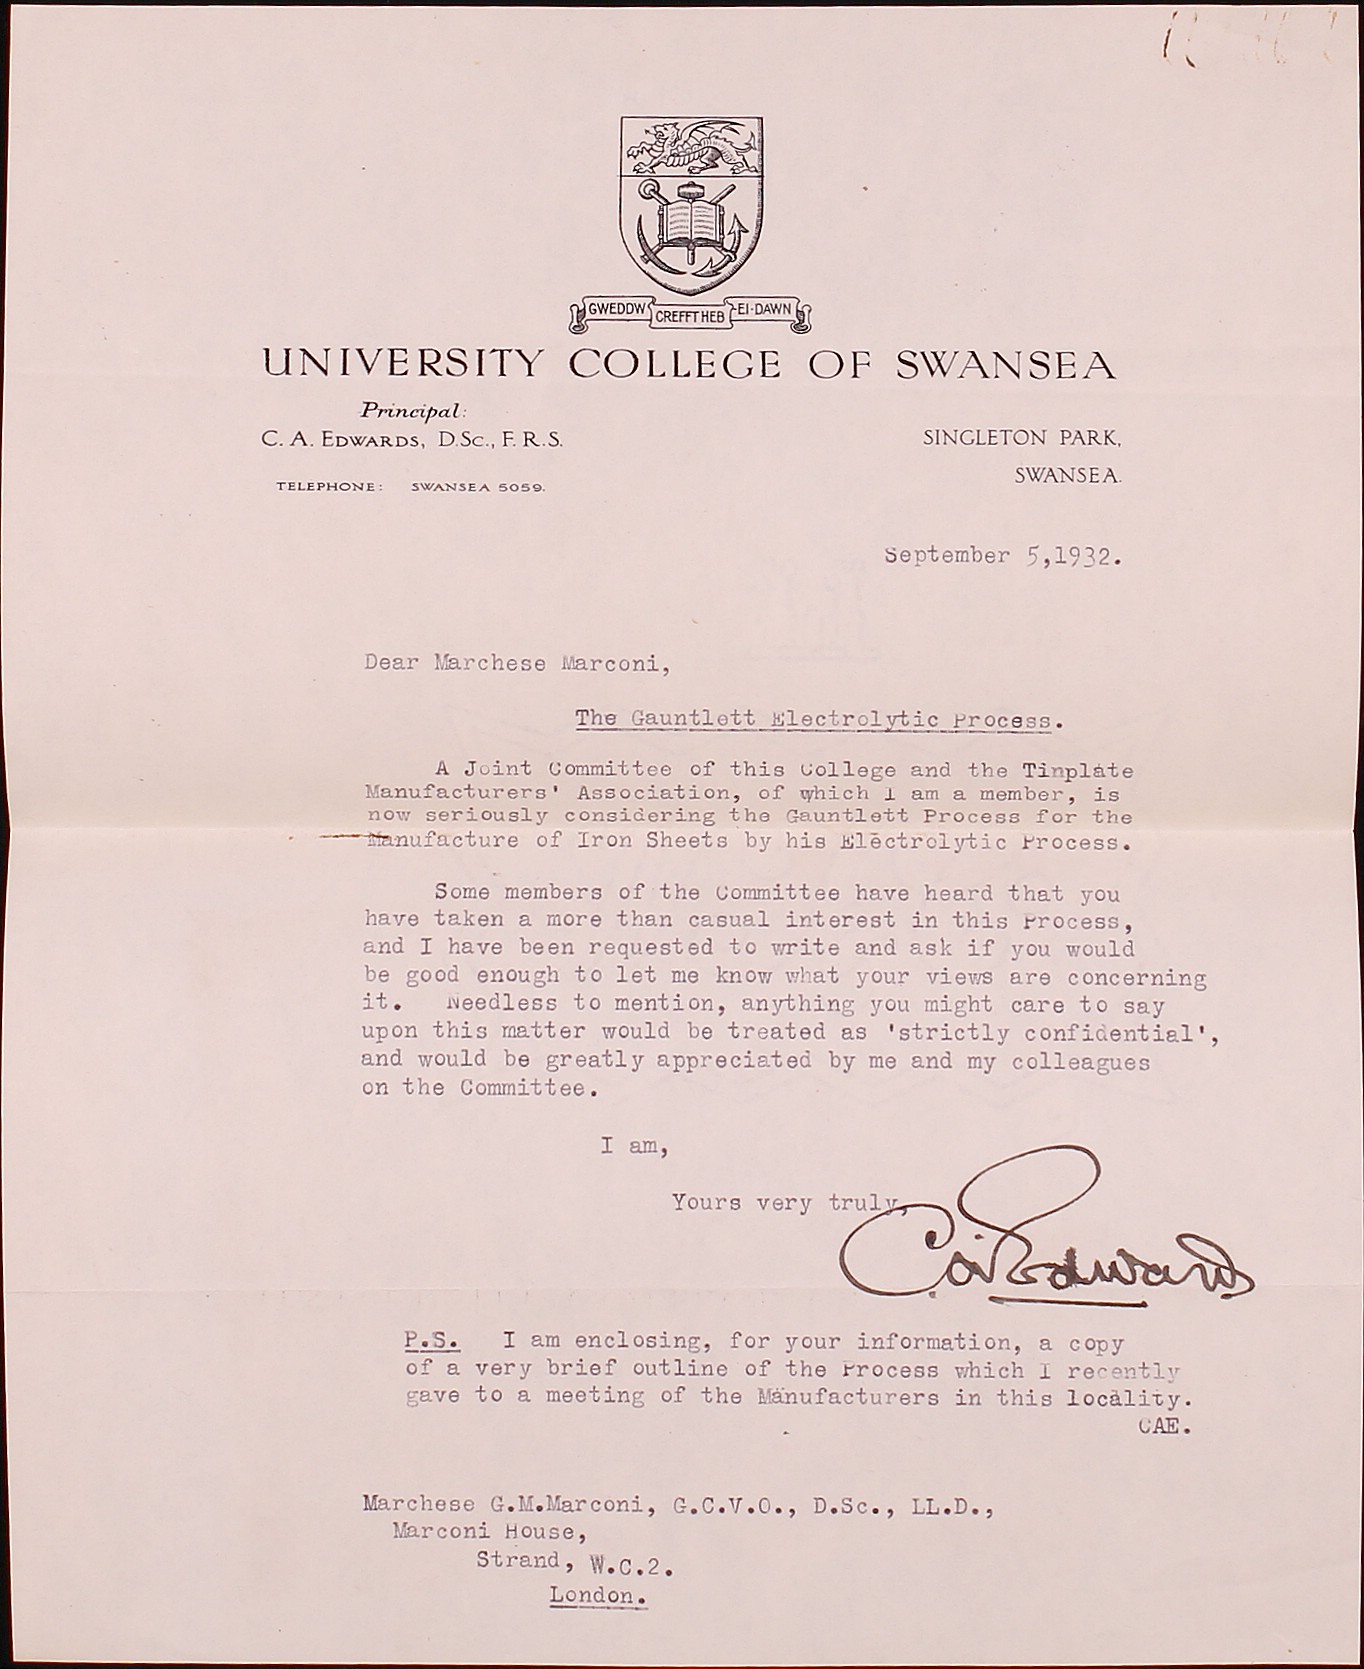 GWEDDW CREFFT HEB EI·DAWN
UNIVERSITY COLLEGE OF SWANSEA
Principal:
C. A. EDWARDS, D.Sc., F.R.S.
SINGLETON PARK,
SWANSEA.
TELEPHONE: SWANSEA 5059.
September 5,1932.
Dear Marchese Marconi,
The Gauntlett Electrolytic Process.
A Joint Committee of this College and the Tinplate
Manufacturers' Association, of which I am a member, is
now seriously considering the Gauntlett Process for the
Manufacture of Iron Sheets by his Electrolytic Process.
Some members of the Committee have heard that you
have taken a more than casual interest in this Process,
and I have been requested to write and ask if you would
be good enough to let me know what your views are concerning
it. Needless to mention, anything you might care to say
upon this matter would be treated as 'strictly confidential',
and would be greatly appreciated by me and my colleagues
on the Committee.
I am,
Yours very truly,
C.A. Edwards
P.S. I am enclosing, for your information, a copy
of a very brief outline of the Process which I recently
gave to a meeting of the Manufacturers in this locality.
CAE.
Marchese G.M.Marconi, G.C.V.O., D.Sc., LL.D.,
Marconi House,
Strand, W.C.2.
London.